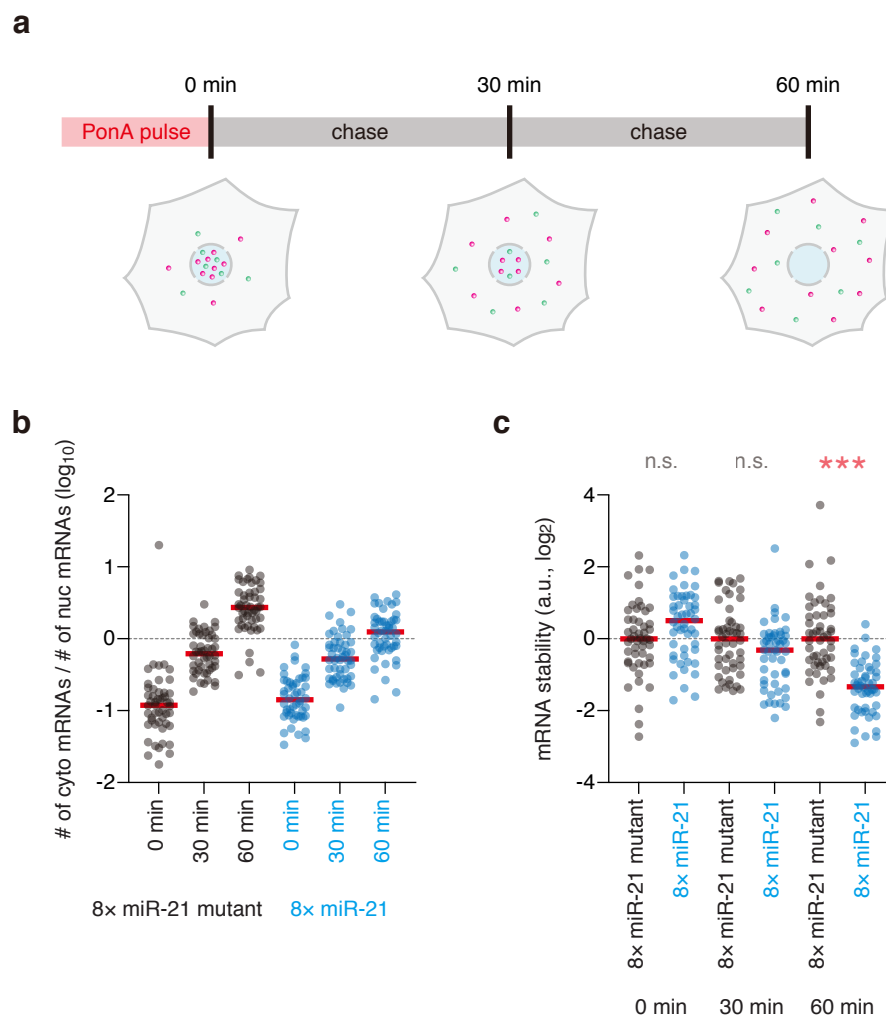 a
0 min 30 min 60 min
PonA pulse chase chase
b
# of cyto mRNAs / # of nuc mRNAs (log10)
2
1
0
-1
-2
0 min 30 min 60 min 0 min 30 min 60 min
8× miR-21 mutant 8× miR-21
c
n.s. n.s. ***
mRNA stability (a.u., log2)
4
2
0
-2
-4
8× miR-21 mutant 8× miR-21 8× miR-21 mutant 8× miR-21 8× miR-21 mutant 8× miR-21
0 min 30 min 60 min